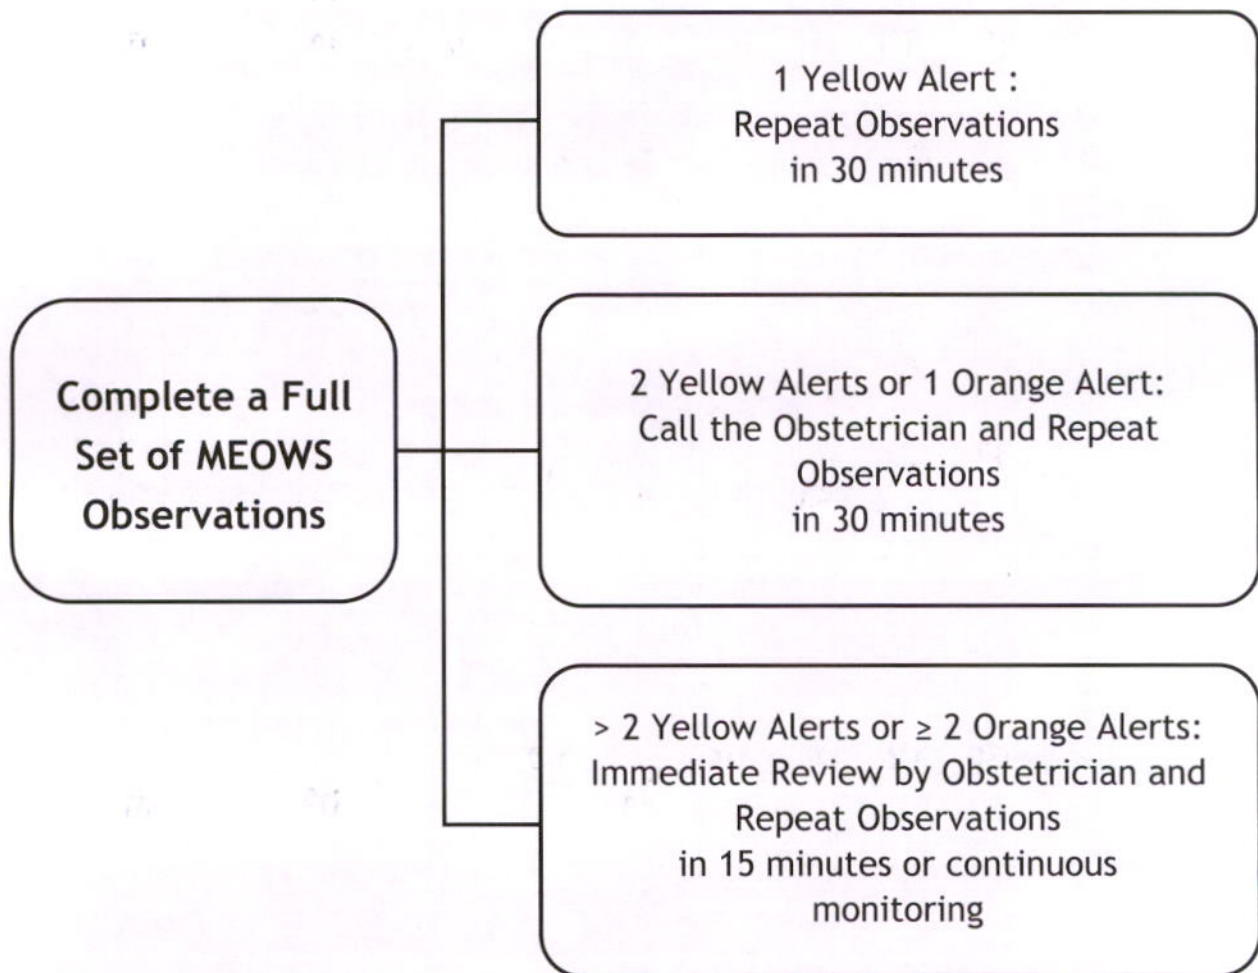 Complete a Full
Set of MEOWS
Observations
1 Yellow Alert :
Repeat Observations
in 30 minutes
2 Yellow Alerts or 1 Orange Alert:
Call the Obstetrician and Repeat
Observations
in 30 minutes
> 2 Yellow Alerts or ≥ 2 Orange Alerts:
Immediate Review by Obstetrician and
Repeat Observations
in 15 minutes or continuous
monitoring